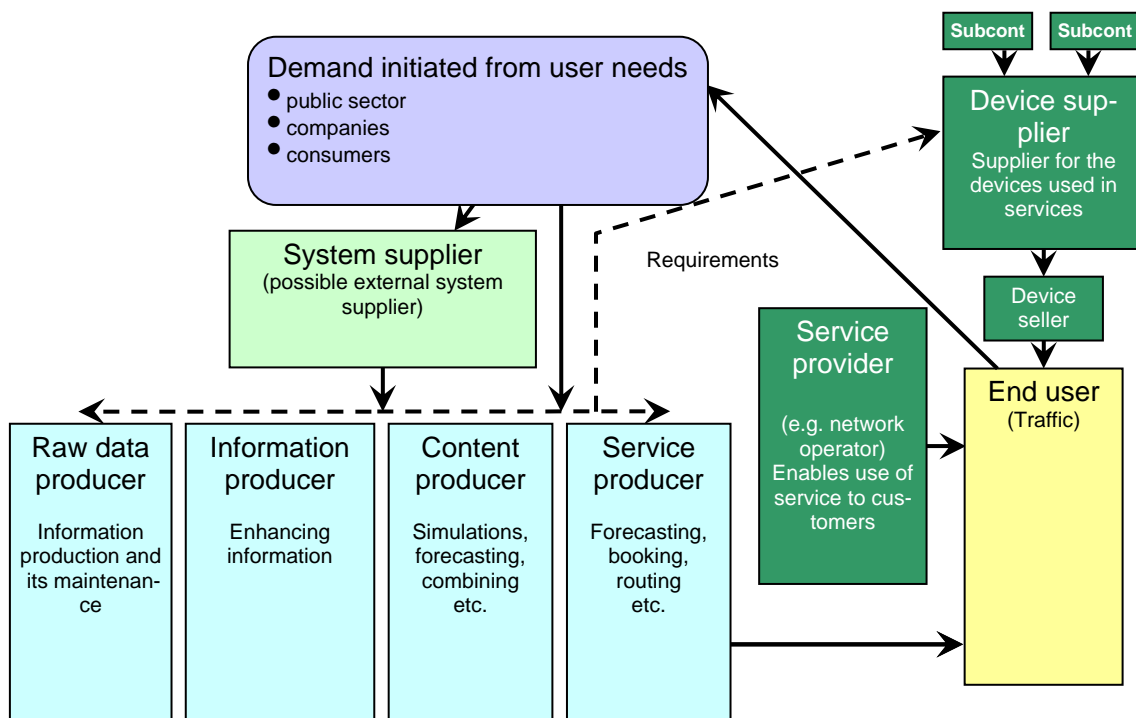 Subcont
Subcont
Demand initiated from user needs
● public sector
● companies
● consumers
Device sup-
plier
Supplier for the
devices used in
services
System supplier
(possible external system
supplier)
Requirements
Device
seller
Service
provider
(e.g. network
operator)
Enables use of
service to cus-
tomers
End user
(Traffic)
Raw data
producer
Information
production and
its maintenan-
ce
Information
producer
Enhancing
information
Content
producer
Simulations,
forecasting,
combining
etc.
Service
producer
Forecasting,
booking,
routing
etc.